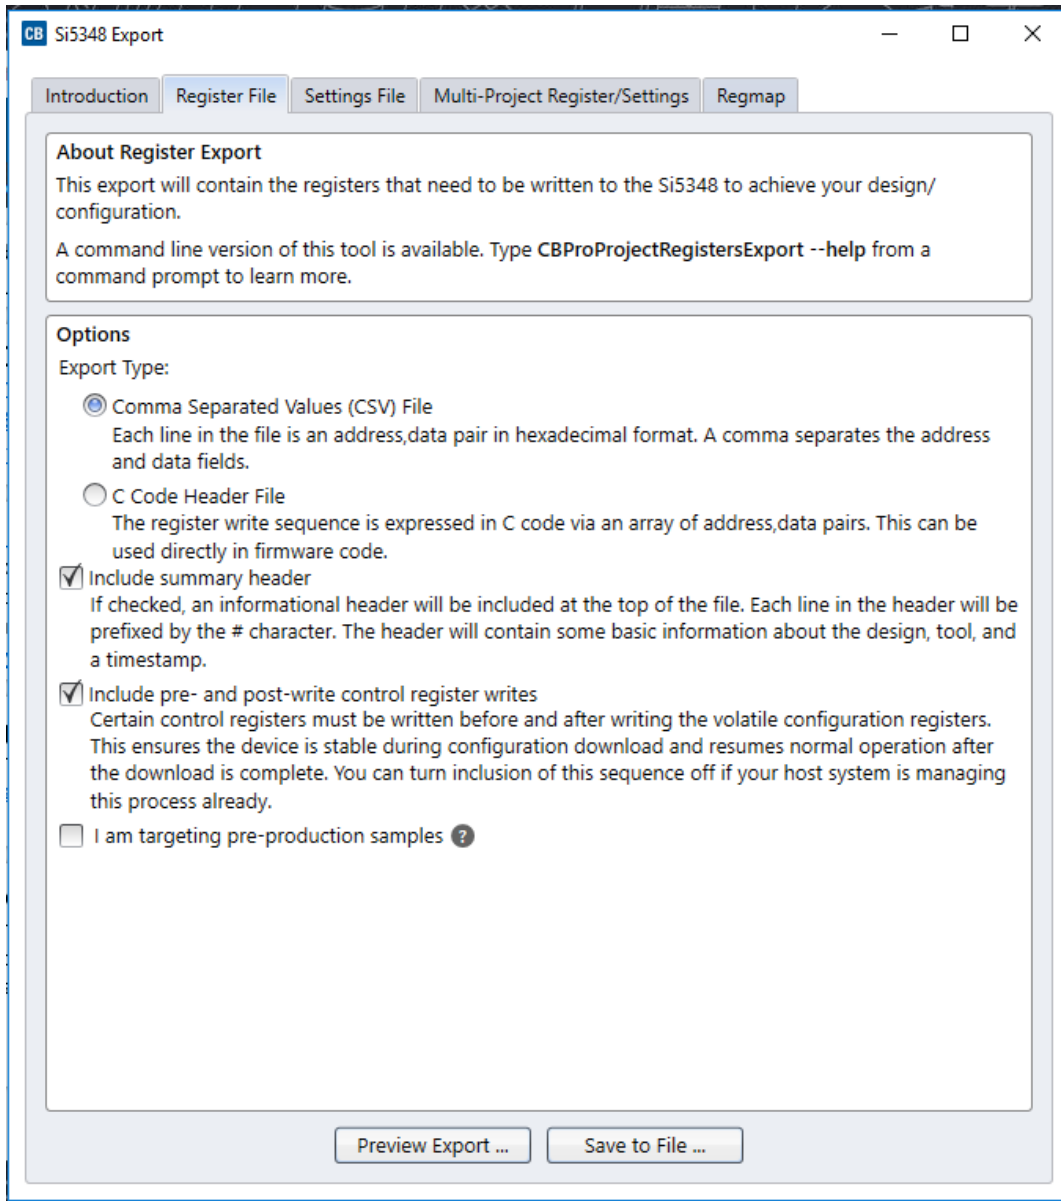 CB Si5348 Export
Introduction Register File Settings File Multi-Project Register/Settings Regmap
About Register Export
This export will contain the registers that need to be written to the Si5348 to achieve your design/
configuration.
A command line version of this tool is available. Type CBProProjectRegistersExport --help from a
command prompt to learn more.
Options
Export Type:
Comma Separated Values (CSV) File
Each line in the file is an address,data pair in hexadecimal format. A comma separates the address
and data fields.
C Code Header File
The register write sequence is expressed in C code via an array of address,data pairs. This can be
used directly in firmware code.
Include summary header
If checked, an informational header will be included at the top of the file. Each line in the header will be
prefixed by the # character. The header will contain some basic information about the design, tool, and
a timestamp.
Include pre- and post-write control register writes
Certain control registers must be written before and after writing the volatile configuration registers.
This ensures the device is stable during configuration download and resumes normal operation after
the download is complete. You can turn inclusion of this sequence off if your host system is managing
this process already.
I am targeting pre-production samples ?
Preview Export ... Save to File ...